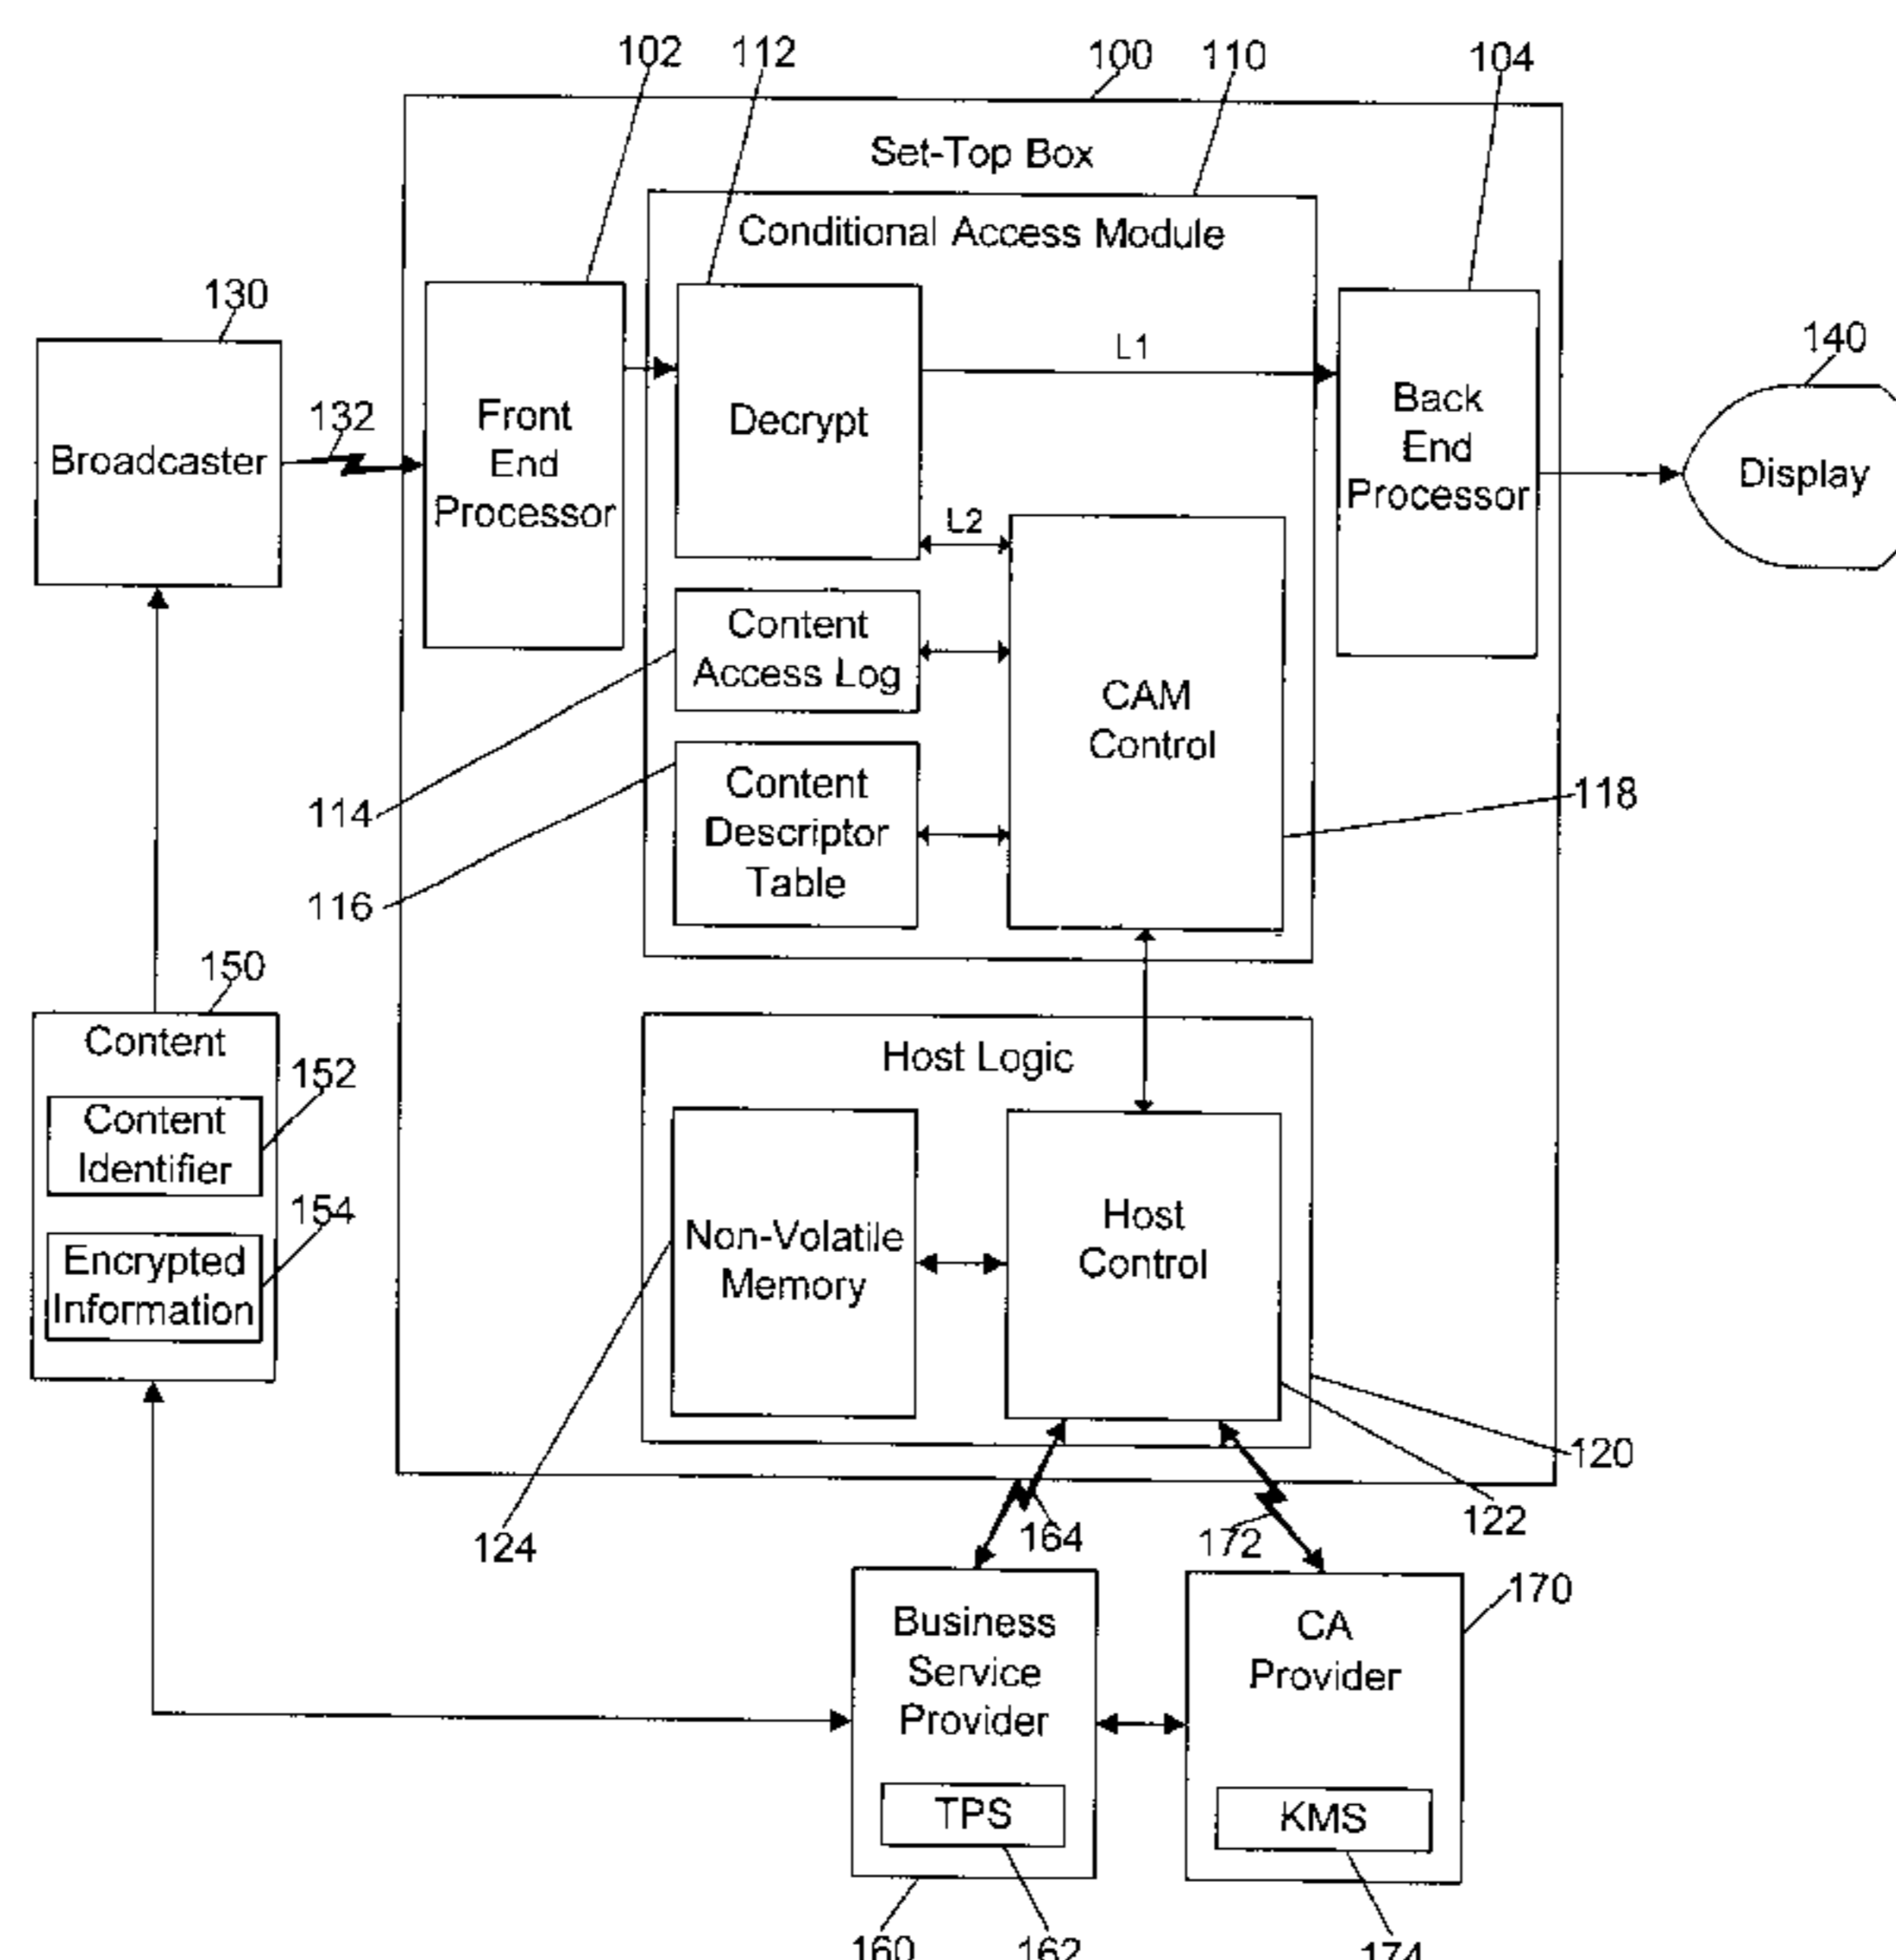 102
112
100
110
104
Set-Top Box
Conditional Access Module
130
140
L1
132
Broadcaster
Front
End
Processor
Decrypt
Back
End
Processor
Display
L2
Content
Access Log
CAM
Control
114
118
Content
Descriptor
Table
116
150
Content
152
Content
Identifier
154
Encrypted
Information
Host Logic
Non-Volatile
Memory
Host
Control
120
122
124
164
172
170
Business
Service
Provider
CA
Provider
TPS
KMS
160
162
174